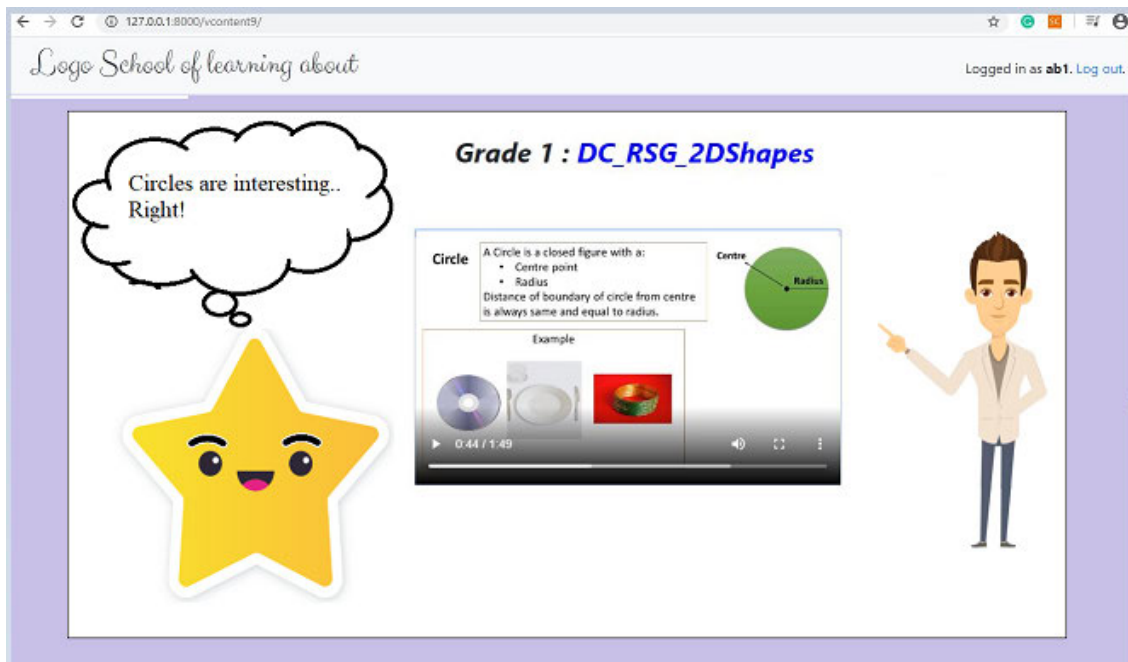 127.0.0.1:8000/vcontent9/
Logo School of learning about
Logged in as ab1. Log out.
Circles are interesting..
Right!
Grade 1 : DC_RSG_2DShapes
Circle
A Circle is a closed figure with a:
• Centre point
• Radius
Distance of boundary of circle from centre
is always same and equal to radius.
Centre
Radius
Example
0:44 / 1:49